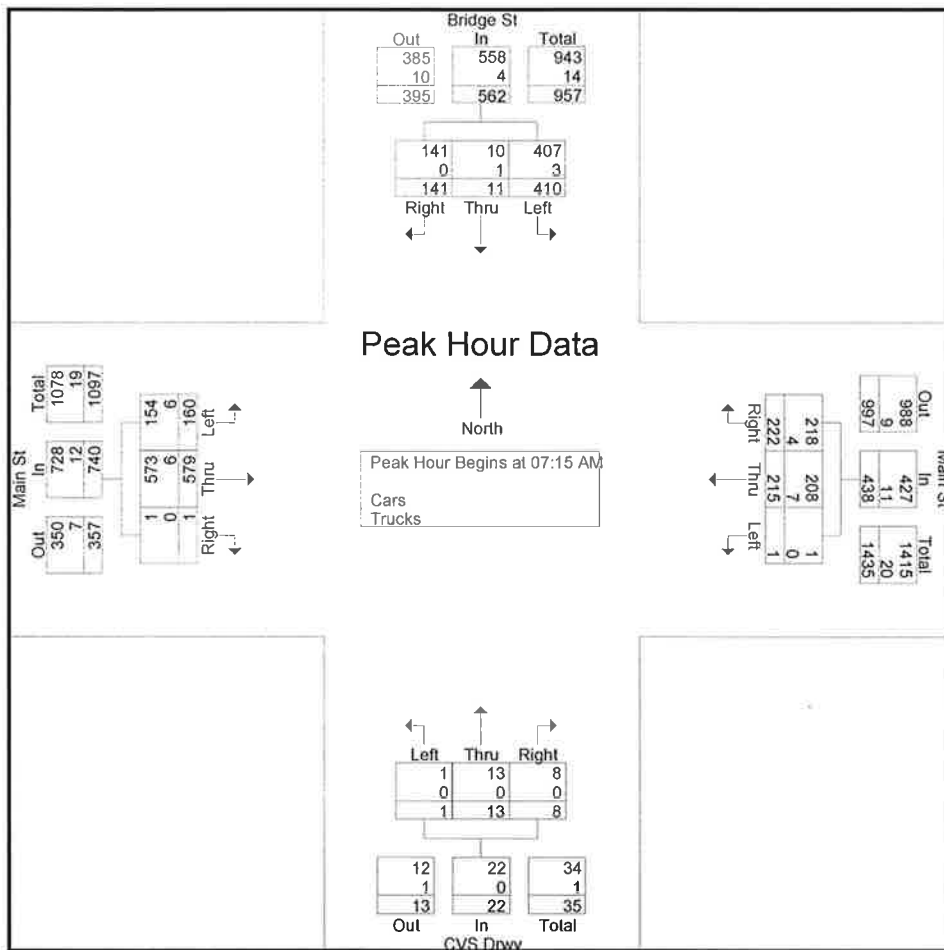 Bridge St
Out In Total
385 558 943
10 4 14
395 562 957
141 10 407
0 1 3
141 11 410
Right Thru Left
Peak Hour Data
North
Peak Hour Begins at 07:15 AM
Cars
Trucks
Main St
Total In Out
1078 728 350
19 12 7
1097 740 357
154 573 1
6 6 0
160 579 1
Left Thru Right
Main St
Out In Total
988 427 1415
9 11 20
997 438 1435
218 208 1
4 7 0
222 215 1
Right Thru Left
Left Thru Right
1 13 8
0 0 0
1 13 8
12 22 34
1 0 1
13 22 35
Out In Total
CVS Drwy